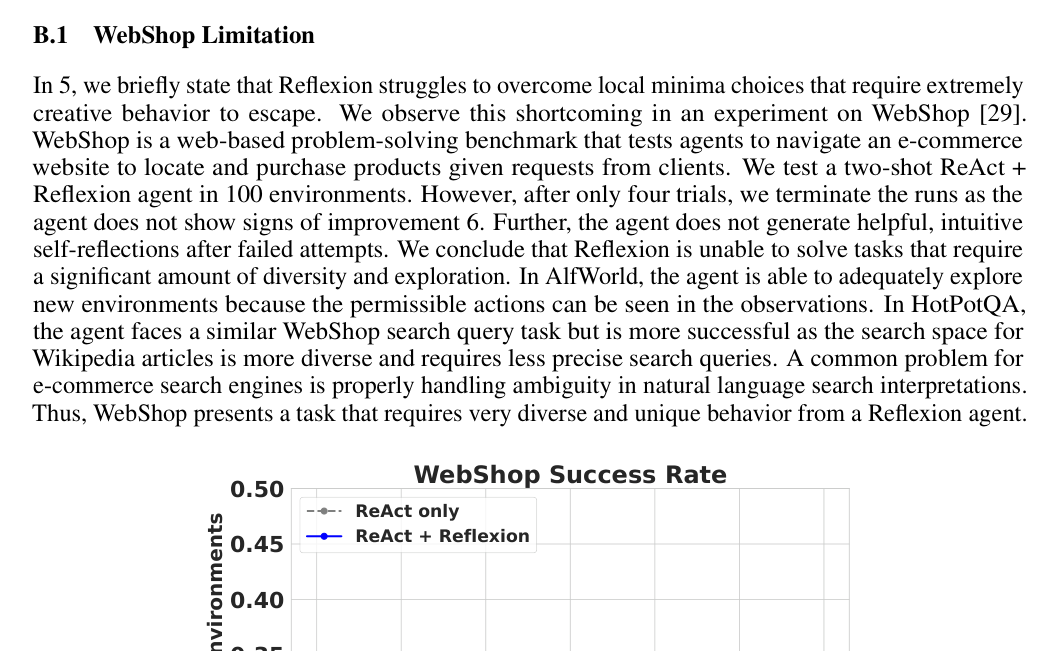 B.1 WebShop Limitation
In 5, we briefly state that Reflexion struggles to overcome local minima choices that require extremely
creative behavior to escape. We observe this shortcoming in an experiment on WebShop [29].
WebShop is a web-based problem-solving benchmark that tests agents to navigate an e-commerce
website to locate and purchase products given requests from clients. We test a two-shot ReAct +
Reflexion agent in 100 environments. However, after only four trials, we terminate the runs as the
agent does not show signs of improvement 6. Further, the agent does not generate helpful, intuitive
self-reflections after failed attempts. We conclude that Reflexion is unable to solve tasks that require
a significant amount of diversity and exploration. In AlfWorld, the agent is able to adequately explore
new environments because the permissible actions can be seen in the observations. In HotPotQA,
the agent faces a similar WebShop search query task but is more successful as the search space for
Wikipedia articles is more diverse and requires less precise search queries. A common problem for
e-commerce search engines is properly handling ambiguity in natural language search interpretations.
Thus, WebShop presents a task that requires very diverse and unique behavior from a Reflexion agent.
WebShop Success Rate
0.50
ReAct only
ReAct + Reflexion
0.45
0.40